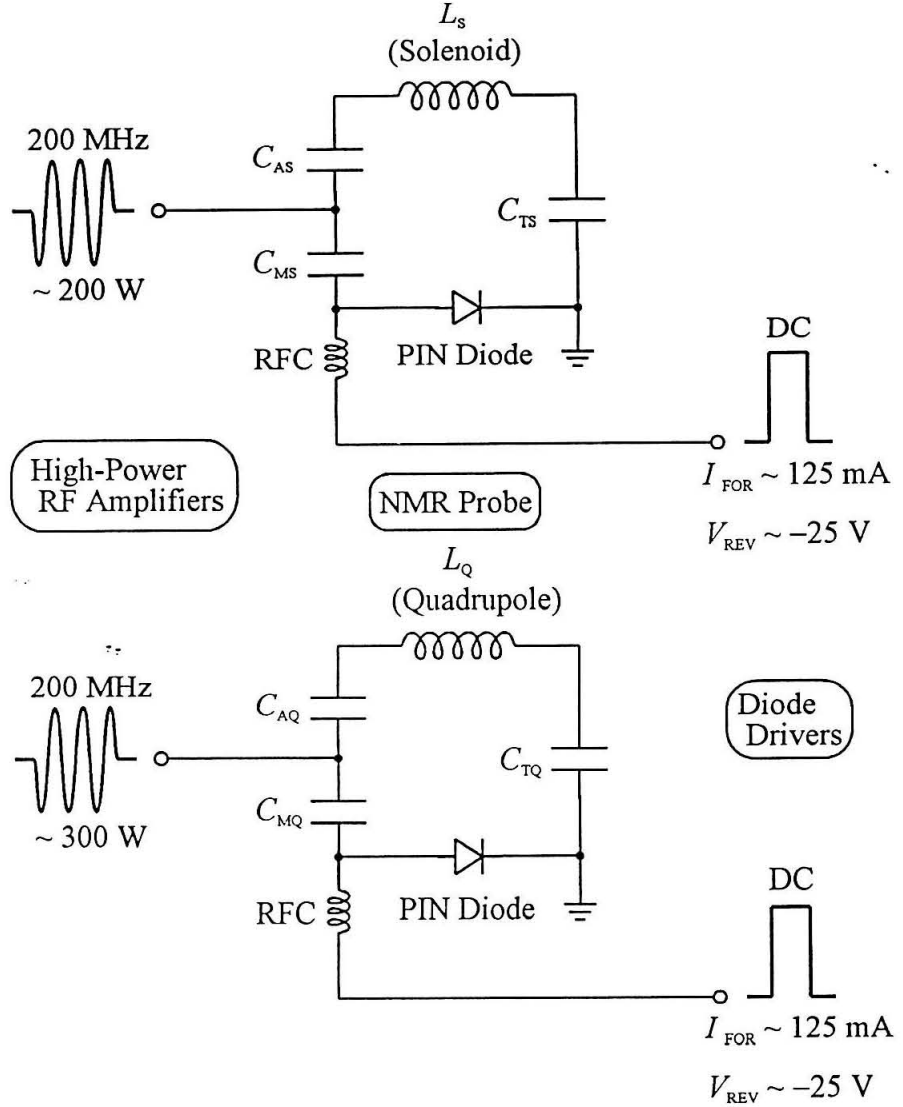 L_S
(Solenoid)
200 MHz
C_AS
C_TS
C_MS
~ 200 W
DC
RFC
PIN Diode
High-Power
RF Amplifiers
NMR Probe
I_FOR ~ 125 mA
V_REV ~ −25 V
L_Q
(Quadrupole)
200 MHz
C_AQ
Diode
Drivers
C_TQ
C_MQ
~ 300 W
DC
RFC
PIN Diode
I_FOR ~ 125 mA
V_REV ~ −25 V